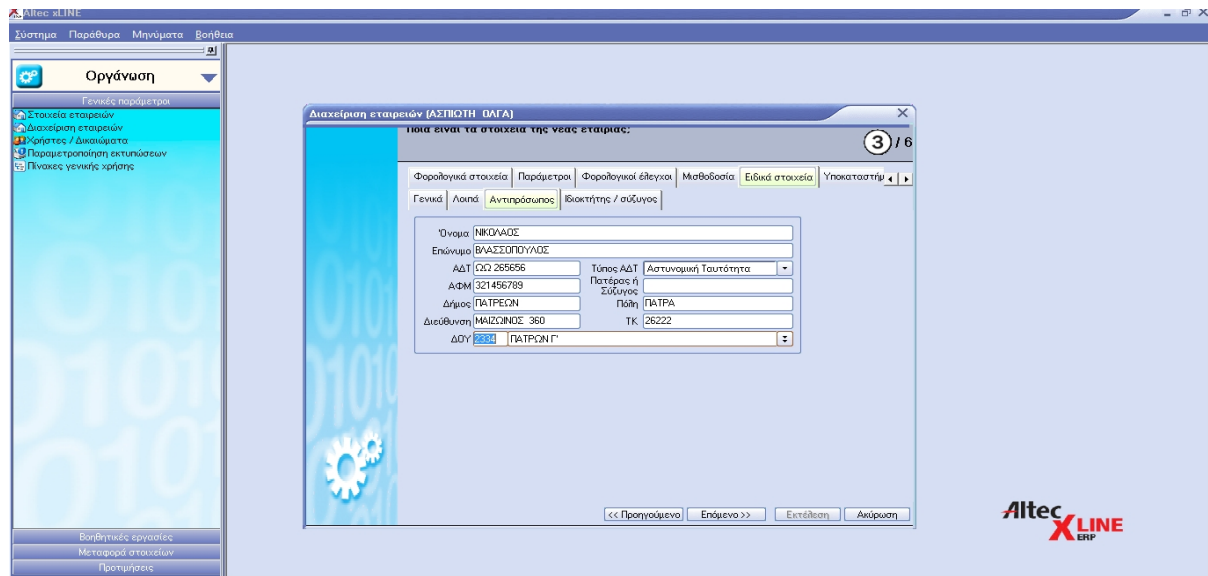 Altec xLINE
Σύστημα Παράθυρα Μηνύματα Βοήθεια
Οργάνωση
Γενικές παράμετροι
Στοιχεία εταιρειών
Διαχείριση εταιρειών
Χρήστες / Δικαιώματα
Παραμετροποίηση εκτυπώσεων
Πίνακες γενικής χρήσης
Βοηθητικές εργασίες
Μεταφορά στοιχείων
Προτιμήσεις
Διαχείριση εταιρειών (ΑΣΠΙΩΤΗ ΟΛΓΑ)
Ποια είναι τα στοιχεία της νέας εταιρίας;
3 / 6
Φορολογικά στοιχεία Παράμετροι Φορολογικοί έλεγχοι Μισθοδοσία Ειδικά στοιχεία Υποκαταστήμ
Γενικά Λοιπά Αντιπρόσωπος Ιδιοκτήτης / σύζυγος
Όνομα ΝΙΚΟΛΑΟΣ
Επώνυμο ΒΛΑΣΣΟΠΟΥΛΟΣ
ΑΔΤ ΩΩ 265656 Τύπος ΑΔΤ Αστυνομική Ταυτότητα
ΑΦΜ 321456789 Πατέρας ή Σύζυγος
Δήμος ΠΑΤΡΕΩΝ Πόλη ΠΑΤΡΑ
Διεύθυνση ΜΑΙΖΩΙΝΟΣ 360 ΤΚ 26222
ΔΟΥ 2334 ΠΑΤΡΩΝ Γ'
<< Προηγούμενο Επόμενο >> Εκτέλεση Ακύρωση
Altec
XLINE
ERP